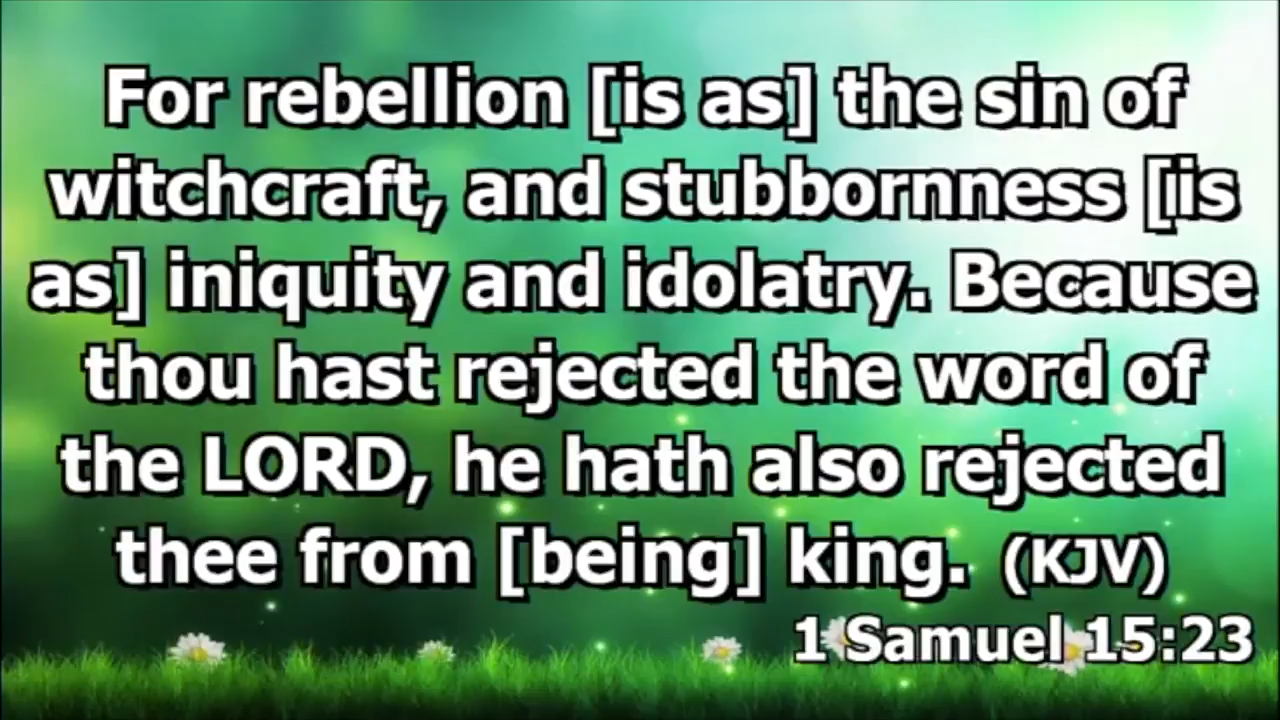 For rebellion [is as] the sin of
witchcraft, and stubbornness [is
as] iniquity and idolatry. Because
thou hast rejected the word of
the LORD, he hath also rejected
thee from [being] king. (KJV)
1 Samuel 15:23